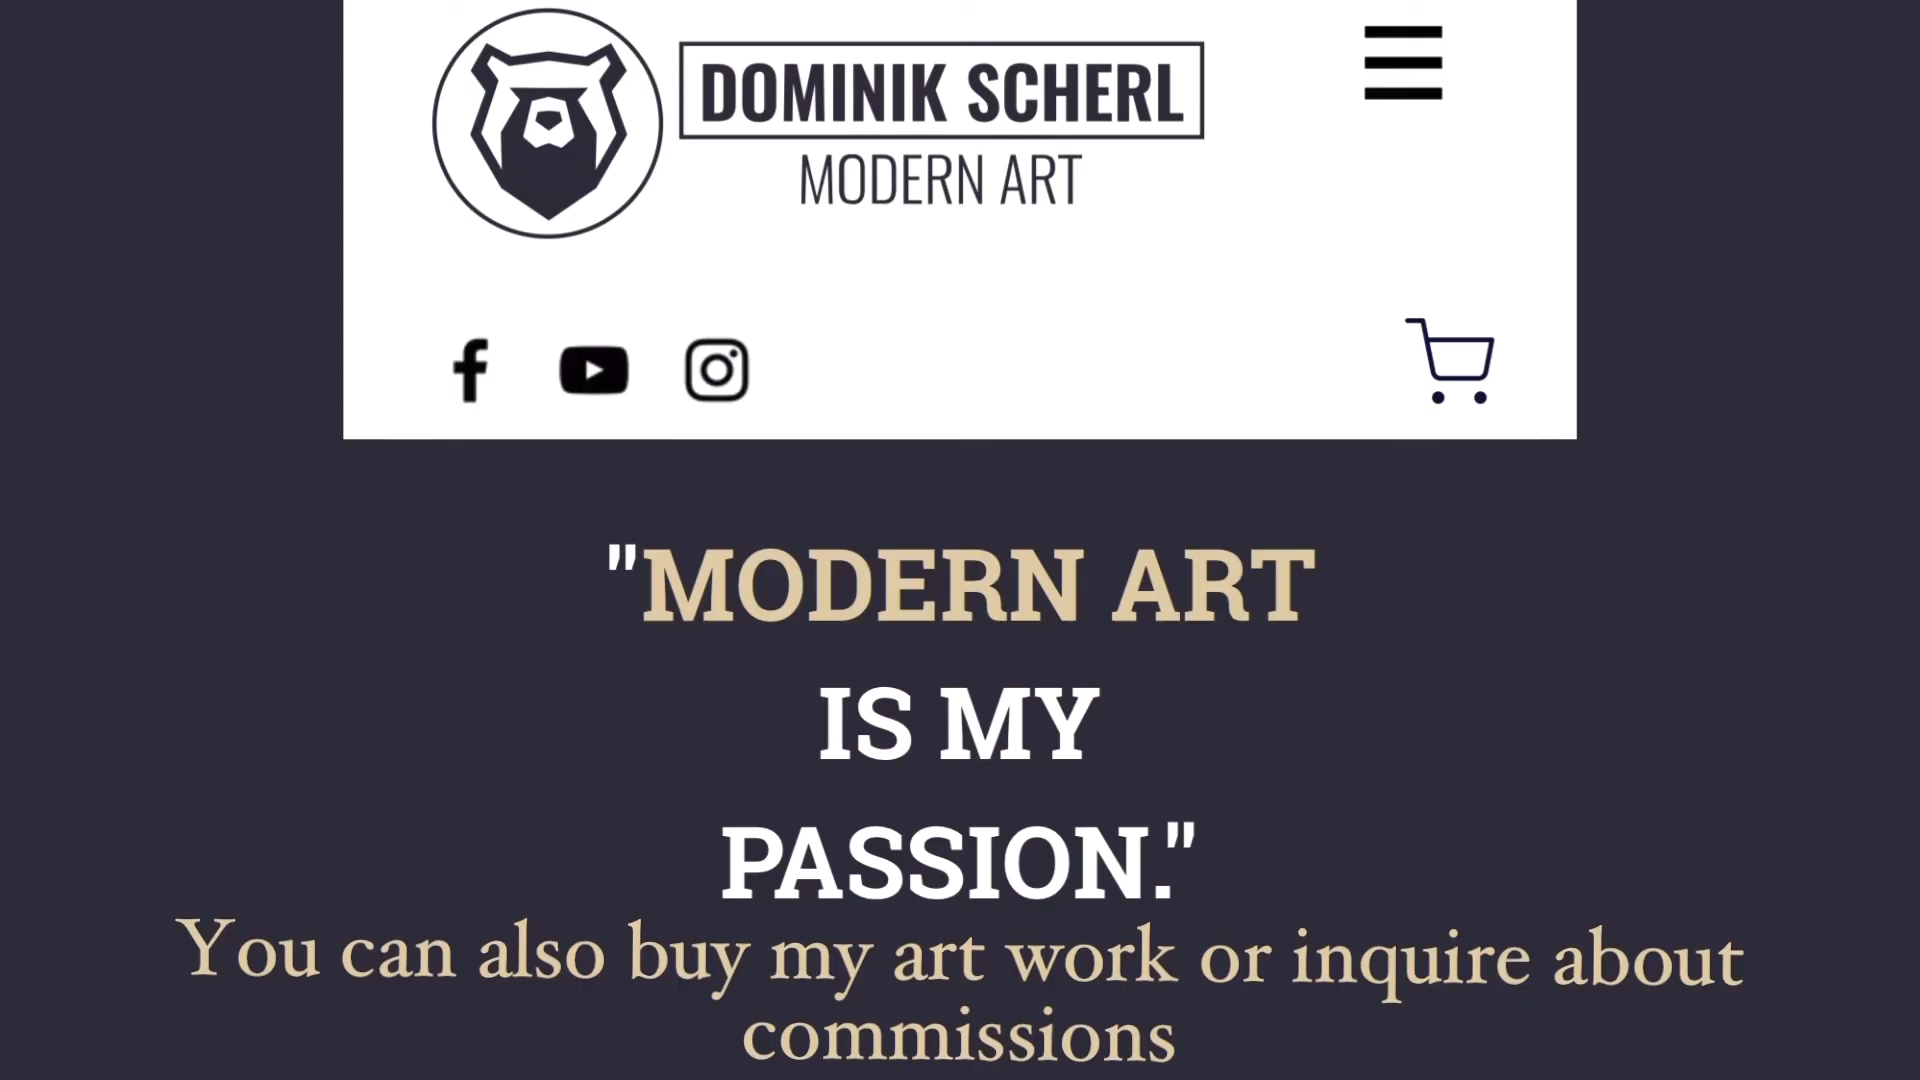 DOMINIK SCHERL
MODERN ART
"MODERN ART
IS MY
PASSION."
You can also buy my art work or inquire about
commissions